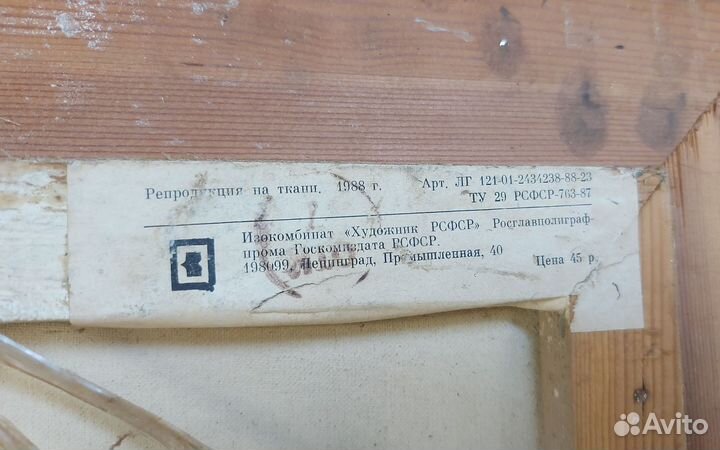 Репродукция на ткани. 1988 г. Арт. ЛГ 121-01-2434238-88-23
ТУ 29 РСФСР-763-87
Изокомбинат «Художник РСФСР» Росглавполиграф-
прома Госкомиздата РСФСР.
198099, Ленинград, Промышленная, 40 Цена 45 р.
Avito